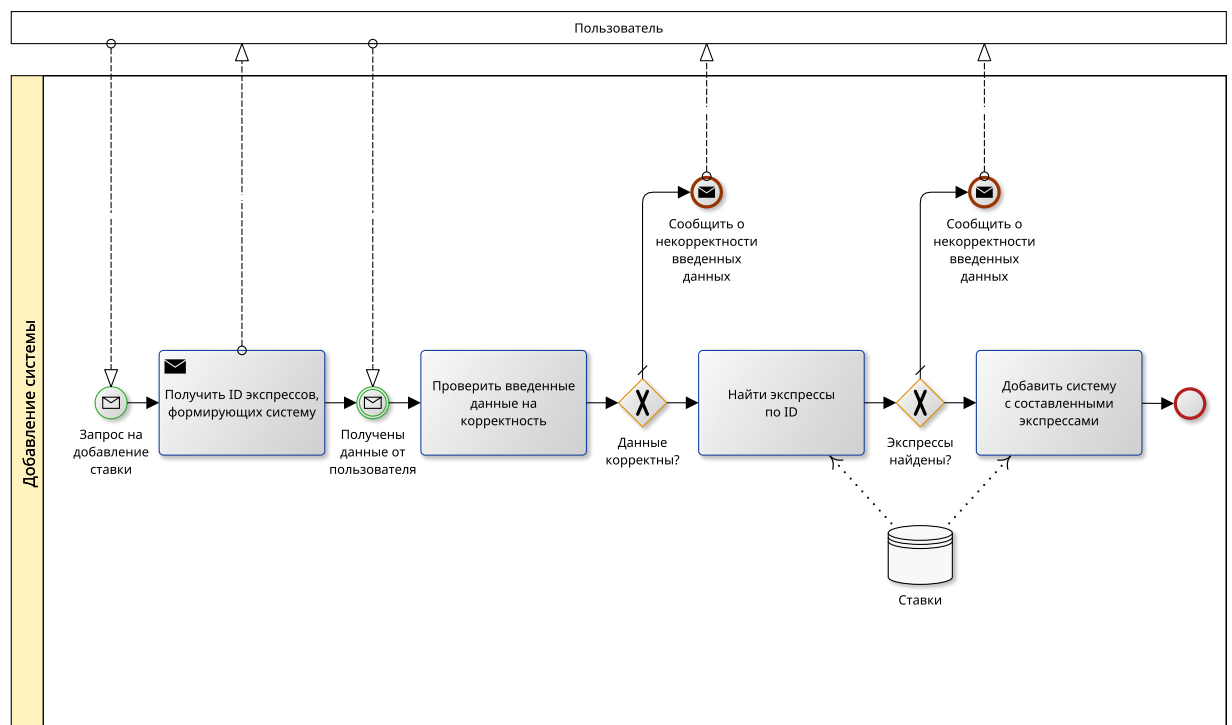 Пользователь
Добавление системы
Сообщить о
некорректности
введенных
данных
Сообщить о
некорректности
введенных
данных
Получить ID экспрессов,
формирующих систему
Проверить введенные
данные на
корректность
Найти экспрессы
по ID
Добавить систему
с составленными
экспрессами
Запрос на
добавление
ставки
Получены
данные от
пользователя
Данные
корректны?
Экспрессы
найдены?
Ставки